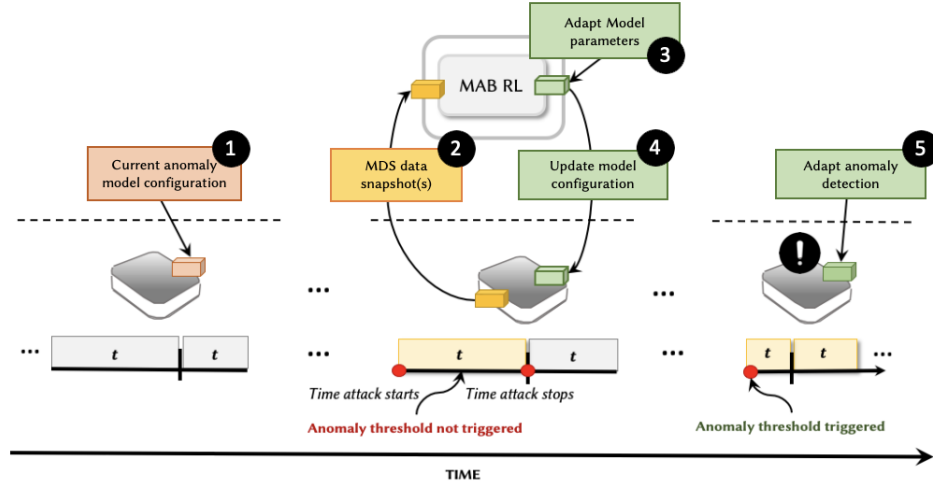 Adapt Model
parameters
3
MAB RL
1
Current anomaly
model configuration
2
MDS data
snapshot(s)
4
Update model
configuration
5
Adapt anomaly
detection
!
...
...
... t t
... t t
... t t ...
Time attack starts
Time attack stops
Anomaly threshold not triggered
Anomaly threshold triggered
TIME